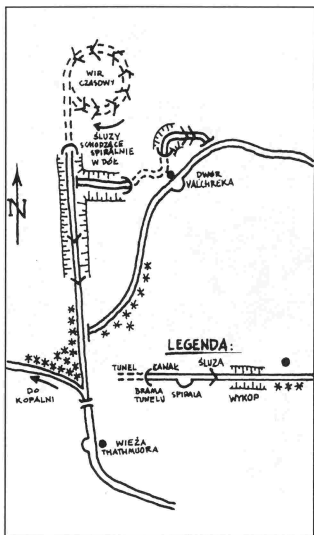 WIR
CZASOWY
ŚLUZY
SCHODZĄCE
SPIRALNIE
W DÓŁ
DWÓR
VALCHREKA
N
LEGENDA:
TUNEL
KANAŁ
ŚLUZA
BRAMA
TUNELU
SPIRALA
WYKOP
DO
KOPALNI
WIEŻA
THATHMUORA